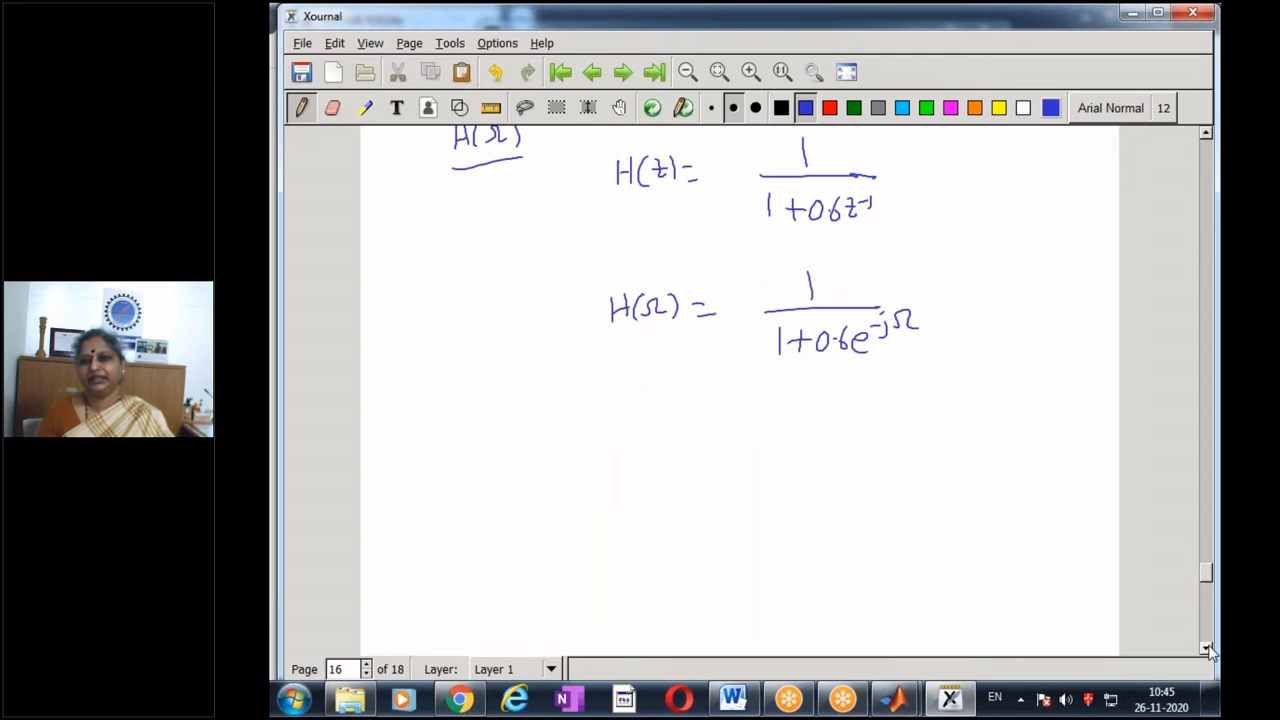 Xournal
File Edit View Page Tools Options Help
Arial Normal 12
H(Ω)
H(z)=
1
1+0.6z⁻¹
H(Ω) =
1
1+0.6e^-jΩ
Page 16 of 18 Layer: Layer 1
EN
10:45
26-11-2020